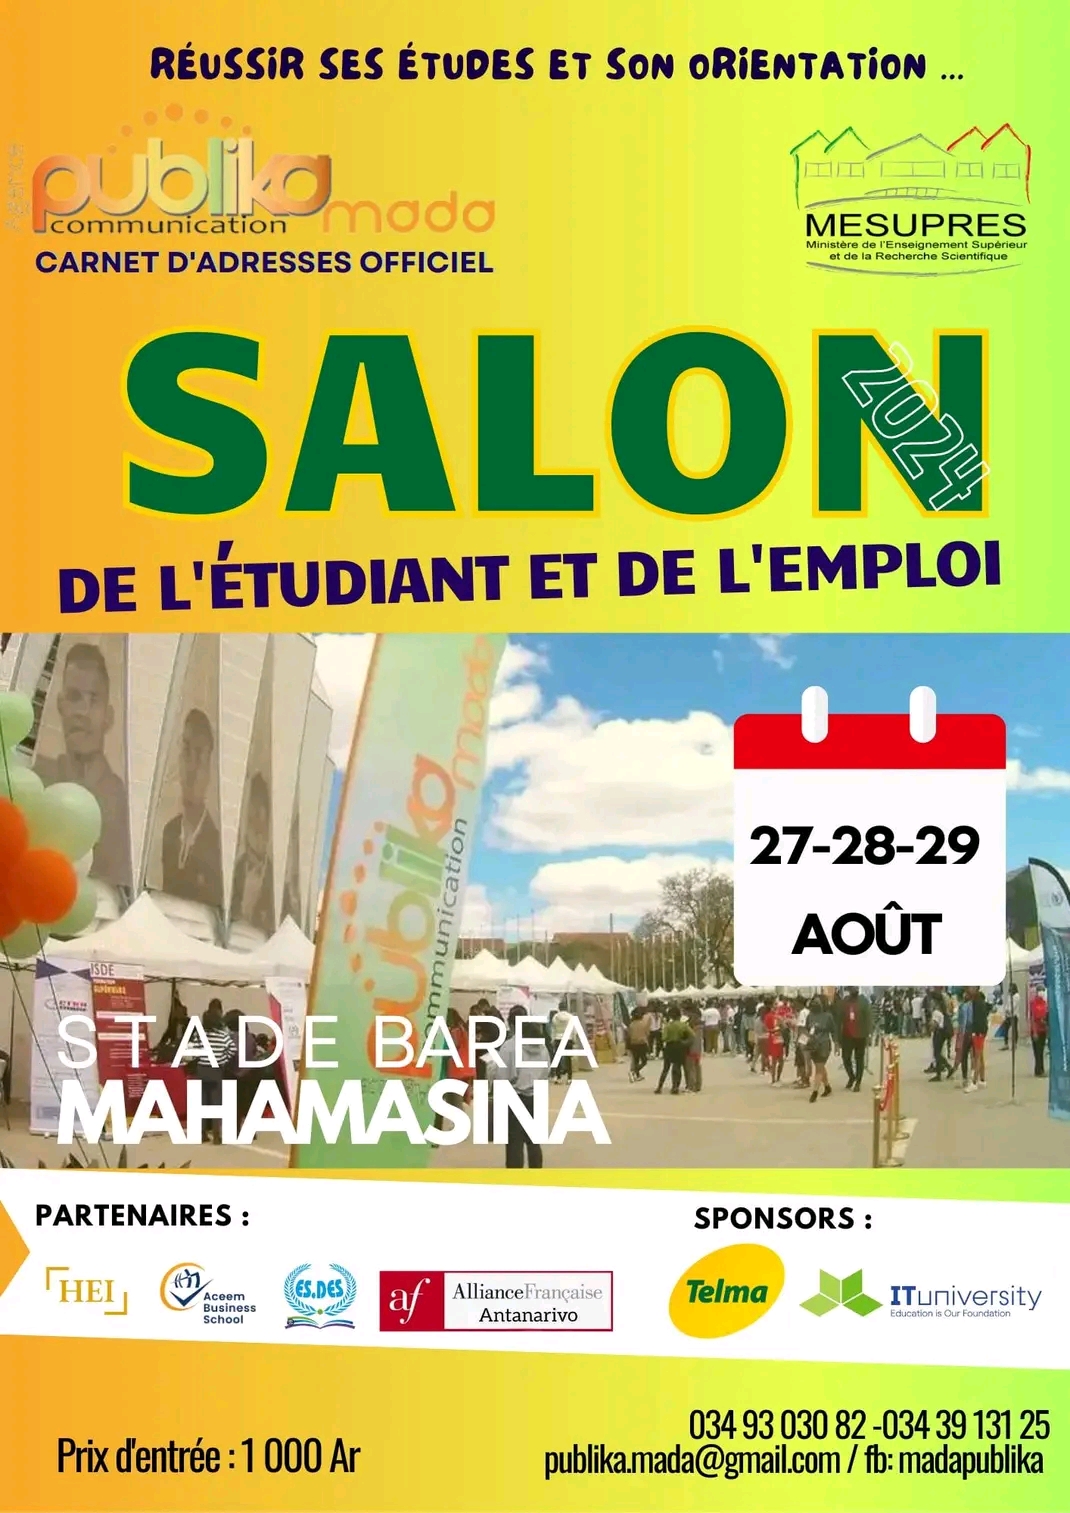 RÉUSSIR SES ÉTUDES ET SON ORIENTATION ...
Agence
publika mada
communication
CARNET D'ADRESSES OFFICIEL
MESUPRES
Ministère de l'Enseignement Supérieur
et de la Recherche Scientifique
SALON
2024
DE L'ÉTUDIANT ET DE L'EMPLOI
publika mada
communication
27-28-29
AOÛT
ISDE
STADE BAREA
MAHAMASINA
PARTENAIRES :
HEI
Aceem
Business
School
ES.DES
af
AllianceFrançaise
Antanarivo
SPONSORS :
Telma
ITuniversity
Education is Our Foundation
Prix d'entrée : 1 000 Ar
034 93 030 82 -034 39 131 25
publika.mada@gmail.com / fb: madapublika